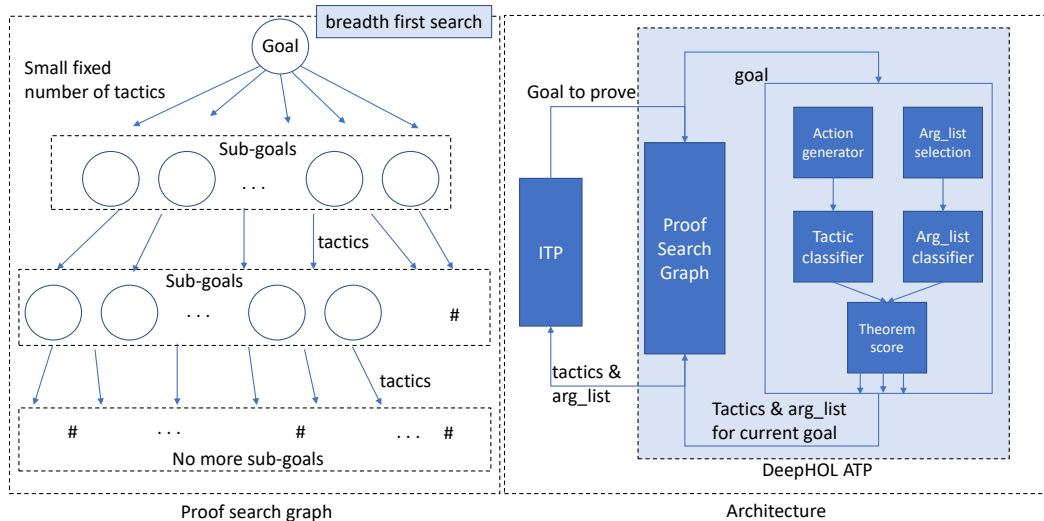 breadth first search
Goal
Small fixed
number of tactics
Sub-goals
. . .
tactics
Sub-goals
. . .
#
tactics
# . . . # . . . #
No more sub-goals
Proof search graph
Goal to prove
goal
Action
generator
Arg_list
selection
ITP
Proof
Search
Graph
Tactic
classifier
Arg_list
classifier
Theorem
score
tactics &
arg_list
Tactics & arg_list
for current goal
DeepHOL ATP
Architecture